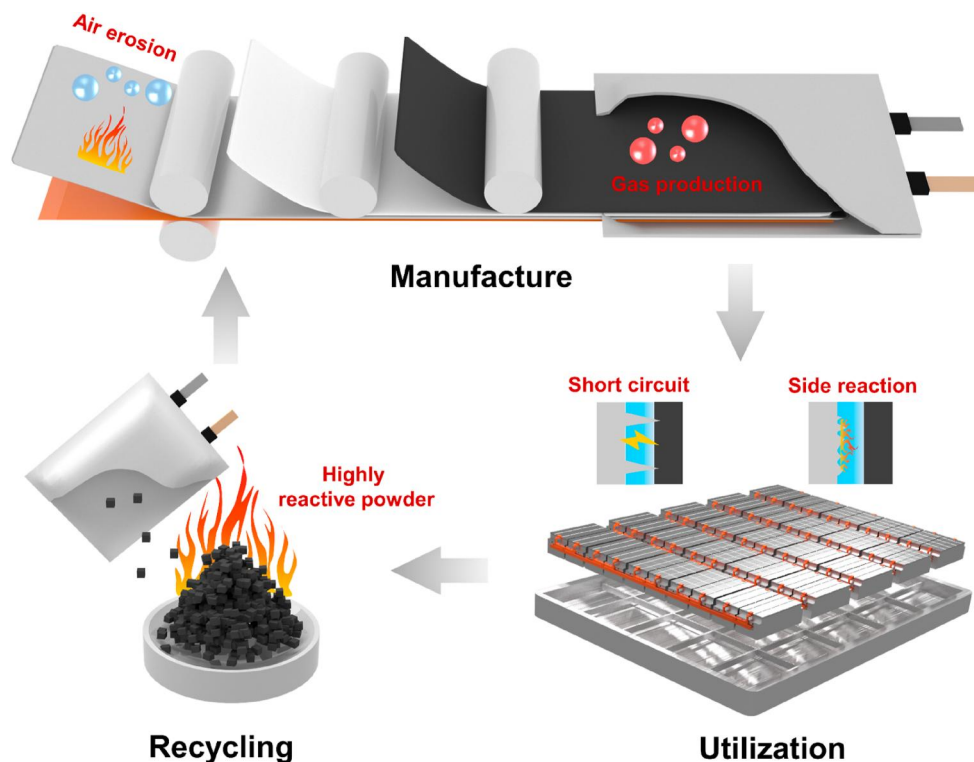 Air erosion
Gas production
Manufacture
Short circuit
Side reaction
Highly
reactive powder
Recycling
Utilization